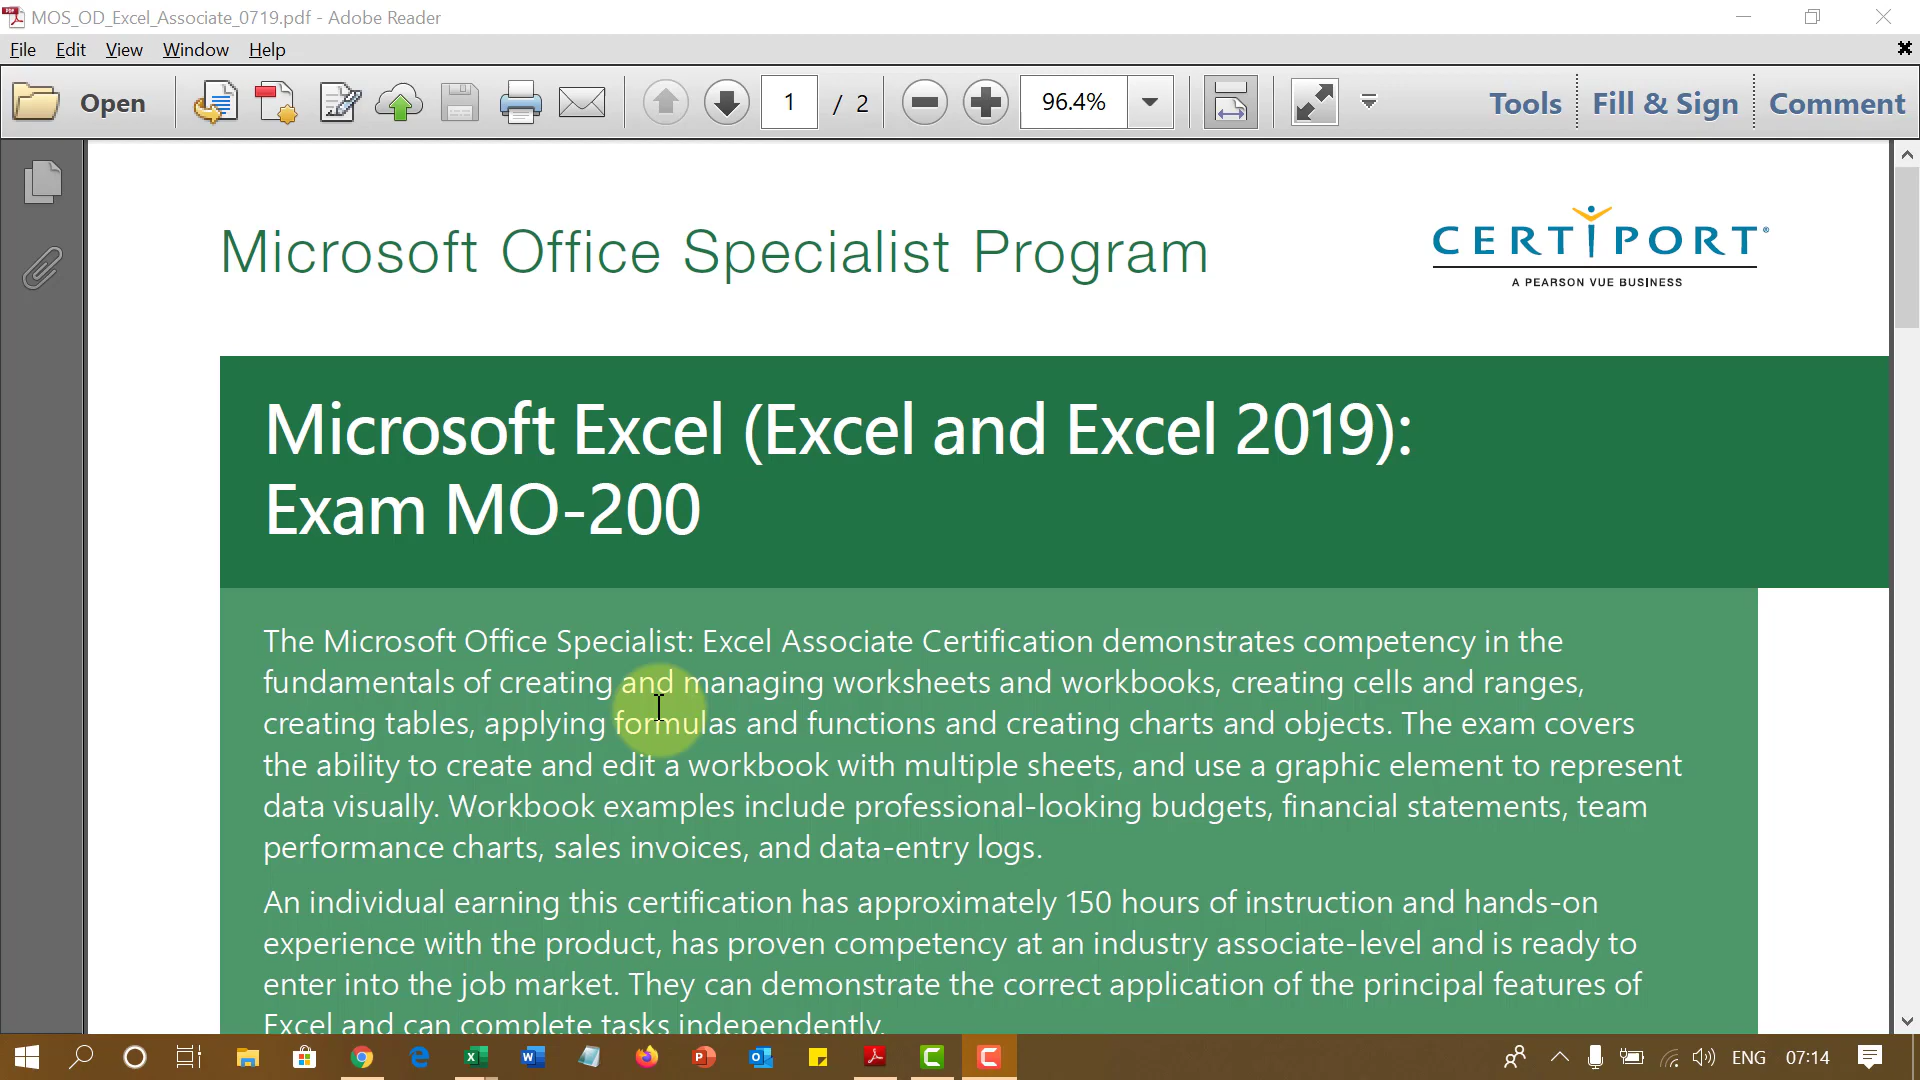 MOS_OD_Excel_Associate_0719.pdf - Adobe Reader
File Edit View Window Help
Open 1 / 2 96.4% Tools Fill & Sign Comment
Microsoft Office Specialist Program
CERTIPORT®
A PEARSON VUE BUSINESS
Microsoft Excel (Excel and Excel 2019):
Exam MO-200
The Microsoft Office Specialist: Excel Associate Certification demonstrates competency in the
fundamentals of creating and managing worksheets and workbooks, creating cells and ranges,
creating tables, applying formulas and functions and creating charts and objects. The exam covers
the ability to create and edit a workbook with multiple sheets, and use a graphic element to represent
data visually. Workbook examples include professional-looking budgets, financial statements, team
performance charts, sales invoices, and data-entry logs.
An individual earning this certification has approximately 150 hours of instruction and hands-on
experience with the product, has proven competency at an industry associate-level and is ready to
enter into the job market. They can demonstrate the correct application of the principal features of
Excel and can complete tasks independently.
ENG 07:14